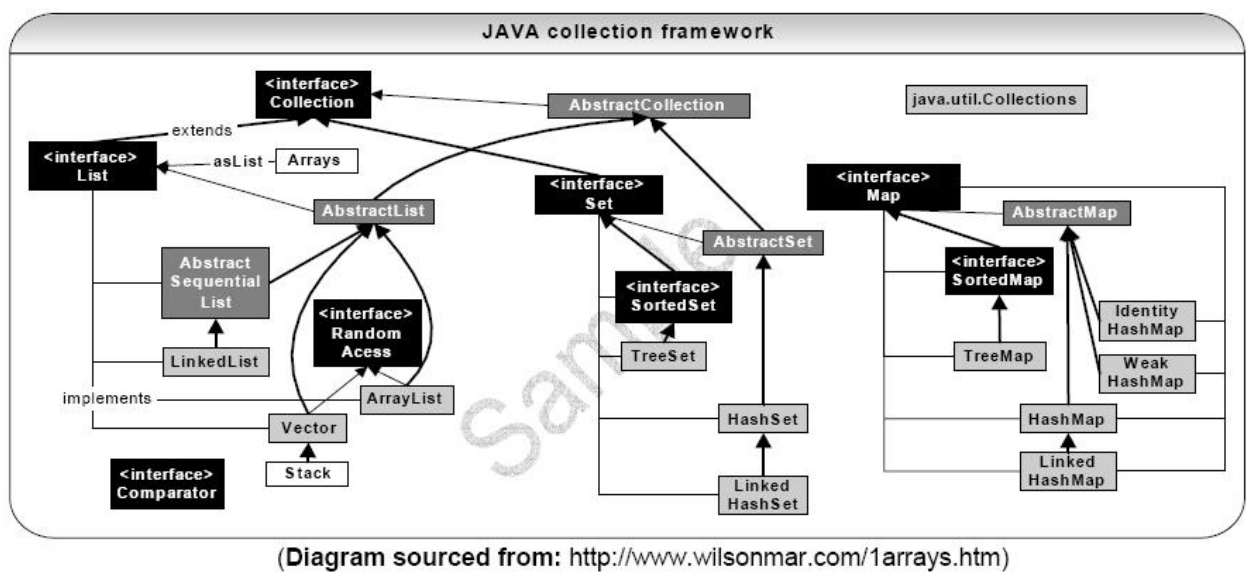 JAVA collection framework
<interface>
Collection
AbstractCollection
java.util.Collections
extends
<interface>
List
asList
Arrays
<interface>
Set
<interface>
Map
AbstractList
AbstractMap
AbstractSet
Abstract
Sequential
List
<interface>
SortedSet
<interface>
SortedMap
<interface>
Random
Acess
Identity
HashMap
LinkedList
TreeSet
TreeMap
Weak
HashMap
implements
ArrayList
Vector
HashSet
HashMap
<interface>
Comparator
Stack
Linked
HashSet
Linked
HashMap
Sample
(Diagram sourced from: http://www.wilsonmar.com/1arrays.htm)